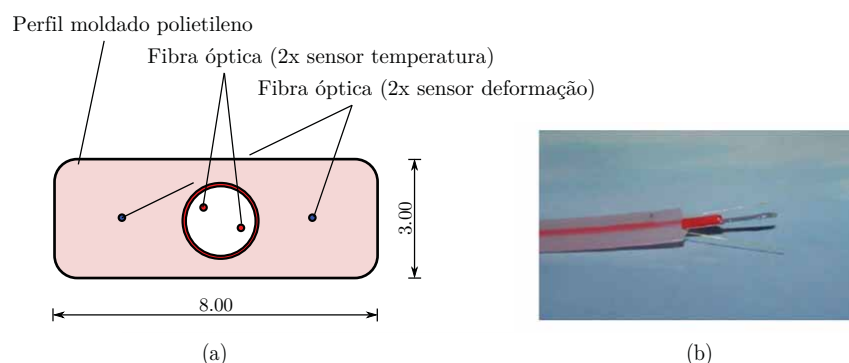 Perfil moldado polietileno
Fibra óptica (2x sensor temperatura)
Fibra óptica (2x sensor deformação)
3.00
8.00
(a)
(b)